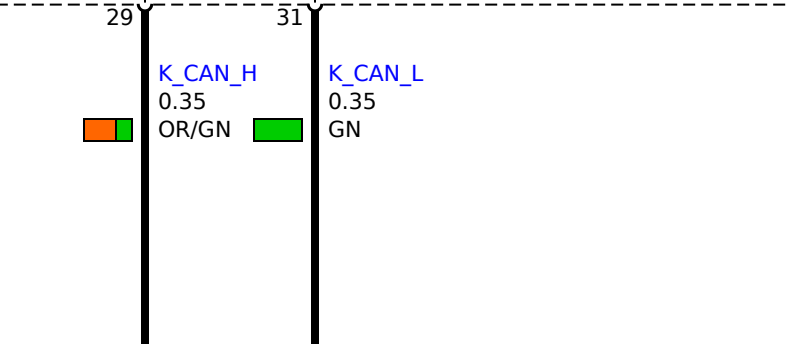 29
31
K_CAN_H
0.35
OR/GN
K_CAN_L
0.35
GN